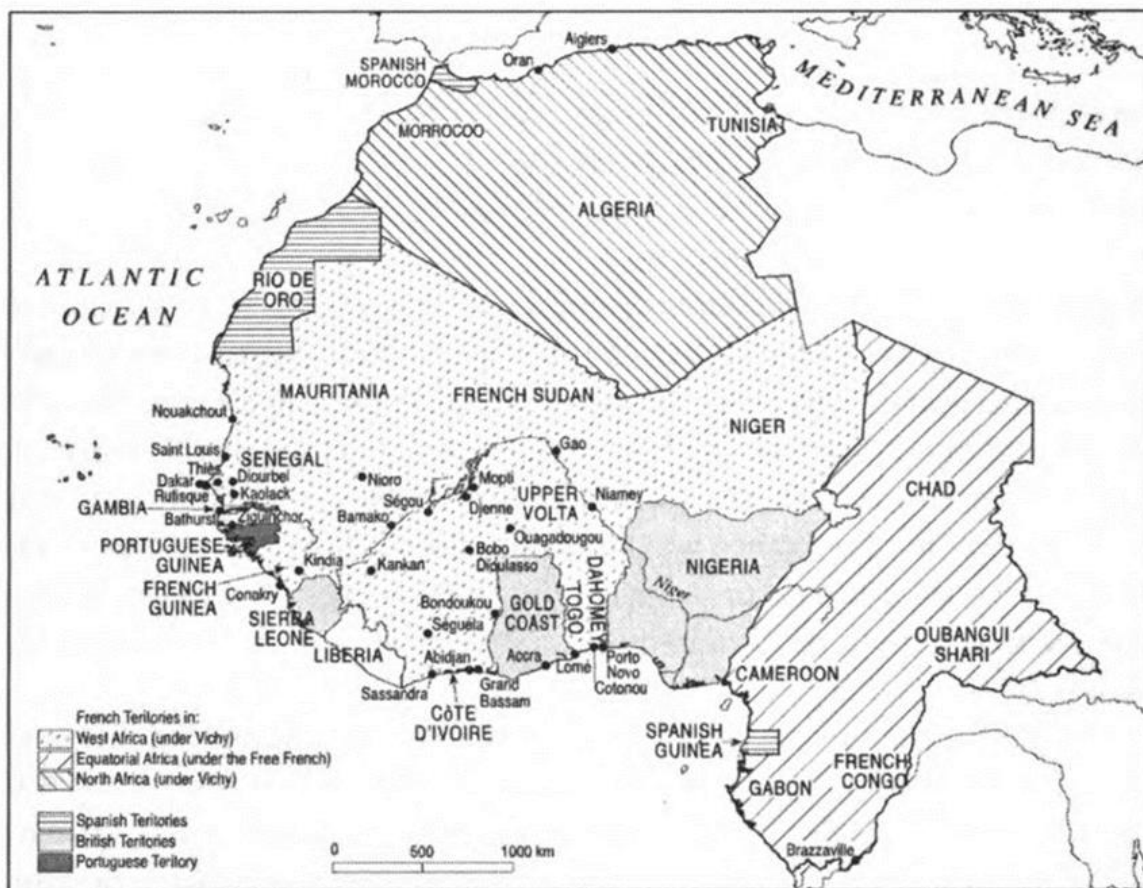 Algiers
Oran
SPANISH
MOROCCO
MEDITERRANEAN SEA
MORROCOO
TUNISIA
ALGERIA
ATLANTIC
OCEAN
RIO DE
ORO
MAURITANIA
FRENCH SUDAN
NIGER
Nouakchout
Saint Louis
SENEGAL
Gao
Thiès
Dakar
Diourbel
Nioro
Mopti
CHAD
Rufisque
Kaolack
Ségou
Djenne
UPPER
VOLTA
Niamey
GAMBIA
Bathurst
Ziguinchor
Bamako
Ouagadougou
PORTUGUESE
GUINEA
Kindia
Kankan
Bobo
Dioulasso
DAHOMEY
NIGERIA
FRENCH
GUINEA
Conakry
Bondoukou
GOLD
COAST
TOGO
Niger
SIERRA
LEONE
Séguéla
OUBANGUI
SHARI
LIBERIA
Abidjan
Accra
Lomé
Porto
Novo
Cotonou
CAMEROON
Sassandra
Grand
Bassam
CÔTE
D'IVOIRE
SPANISH
GUINEA
FRENCH
CONGO
GABON
Brazzaville
French Teritories in:
West Africa (under Vichy)
Equatorial Africa (under the Free French)
North Africa (under Vichy)
Spanish Teritories
British Teritories
Portuguese Teritory
0 500 1000 km